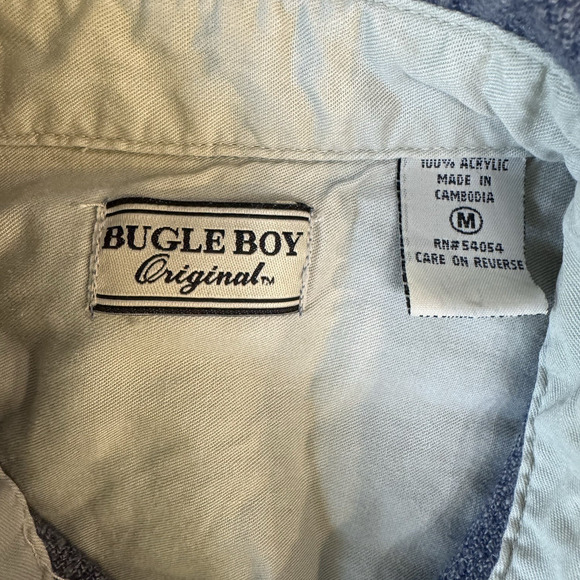 BUGLE BOY
Original™
100% ACRYLIC
MADE IN
CAMBODIA
M
RN#54054
CARE ON REVERSE